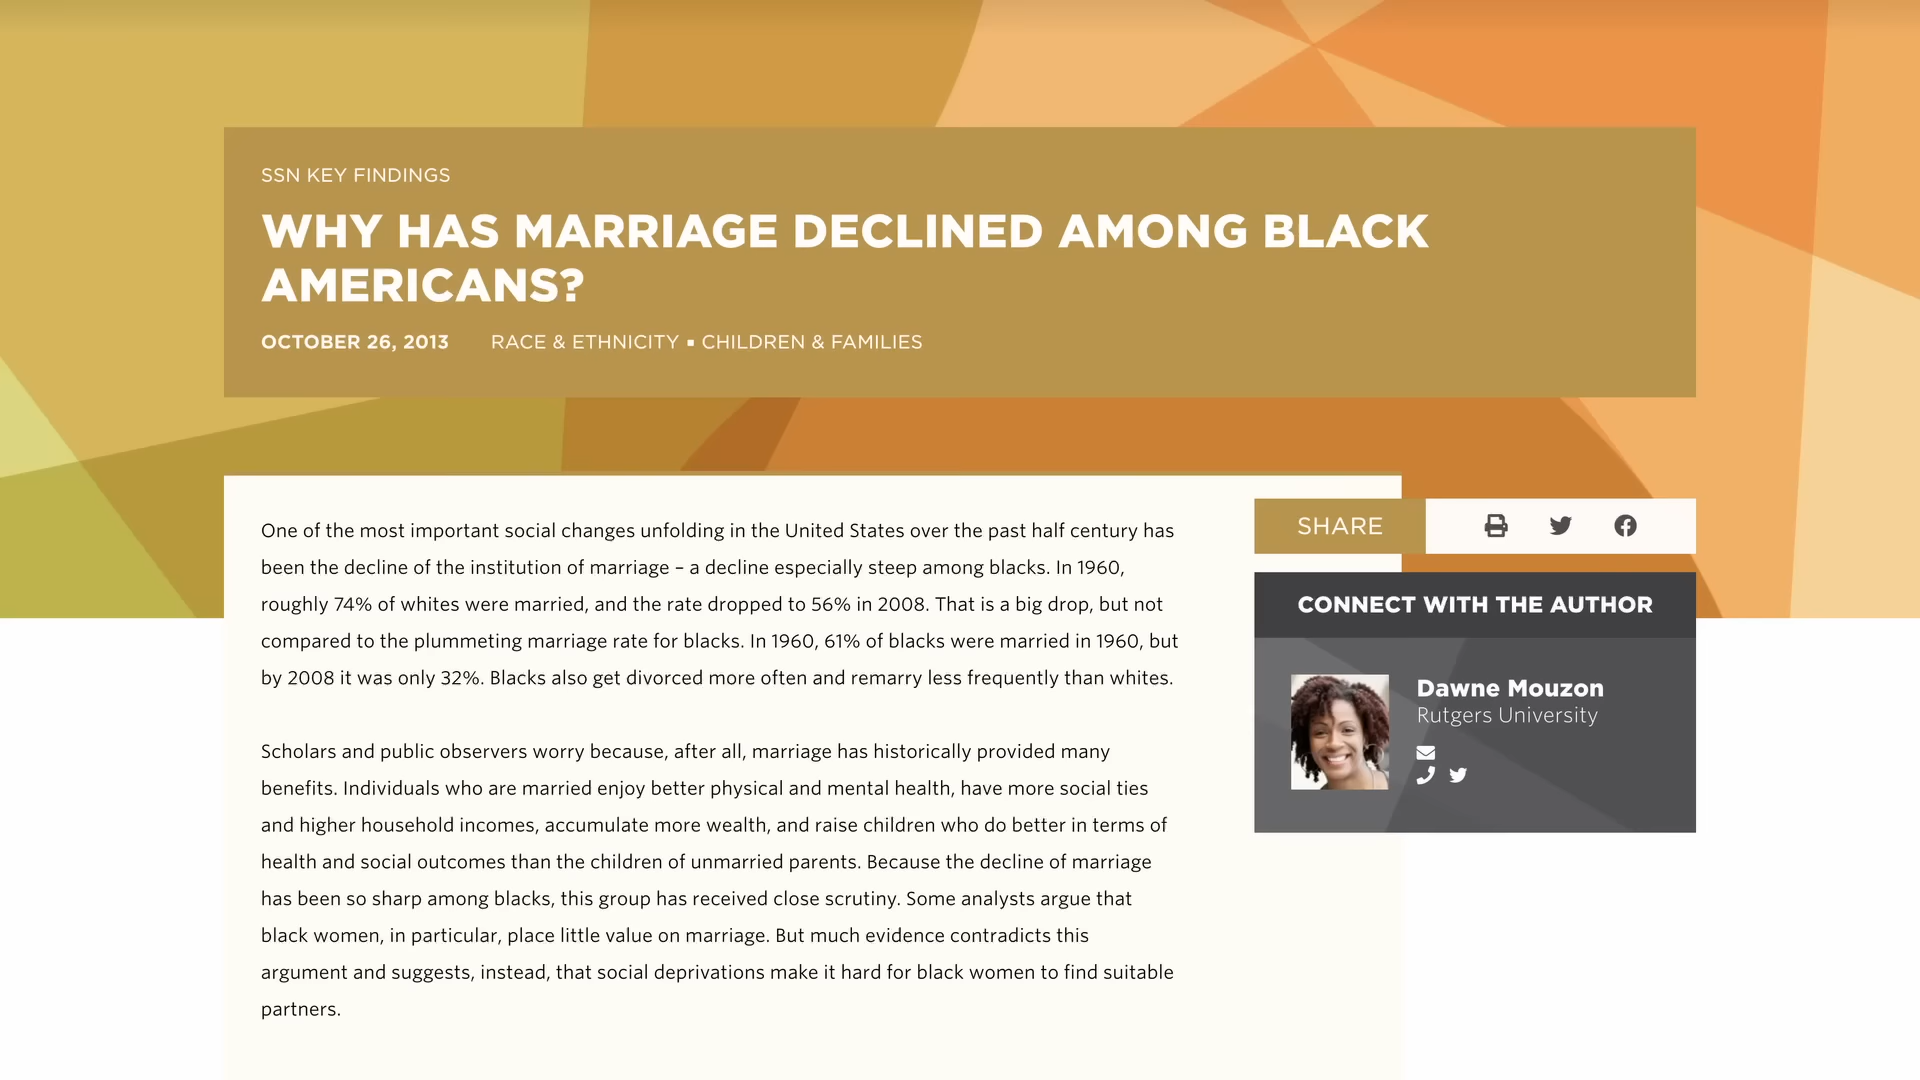 SSN KEY FINDINGS
WHY HAS MARRIAGE DECLINED AMONG BLACK
AMERICANS?
OCTOBER 26, 2013 RACE & ETHNICITY ▪ CHILDREN & FAMILIES
One of the most important social changes unfolding in the United States over the past half century has
been the decline of the institution of marriage – a decline especially steep among blacks. In 1960,
roughly 74% of whites were married, and the rate dropped to 56% in 2008. That is a big drop, but not
compared to the plummeting marriage rate for blacks. In 1960, 61% of blacks were married in 1960, but
by 2008 it was only 32%. Blacks also get divorced more often and remarry less frequently than whites.
Scholars and public observers worry because, after all, marriage has historically provided many
benefits. Individuals who are married enjoy better physical and mental health, have more social ties
and higher household incomes, accumulate more wealth, and raise children who do better in terms of
health and social outcomes than the children of unmarried parents. Because the decline of marriage
has been so sharp among blacks, this group has received close scrutiny. Some analysts argue that
black women, in particular, place little value on marriage. But much evidence contradicts this
argument and suggests, instead, that social deprivations make it hard for black women to find suitable
partners.
SHARE
CONNECT WITH THE AUTHOR
Dawne Mouzon
Rutgers University